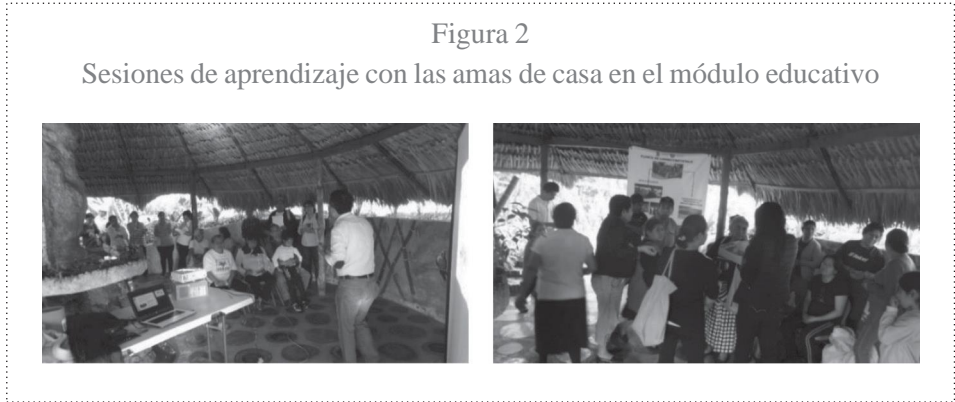 Figura 2
Sesiones de aprendizaje con las amas de casa en el módulo educativo